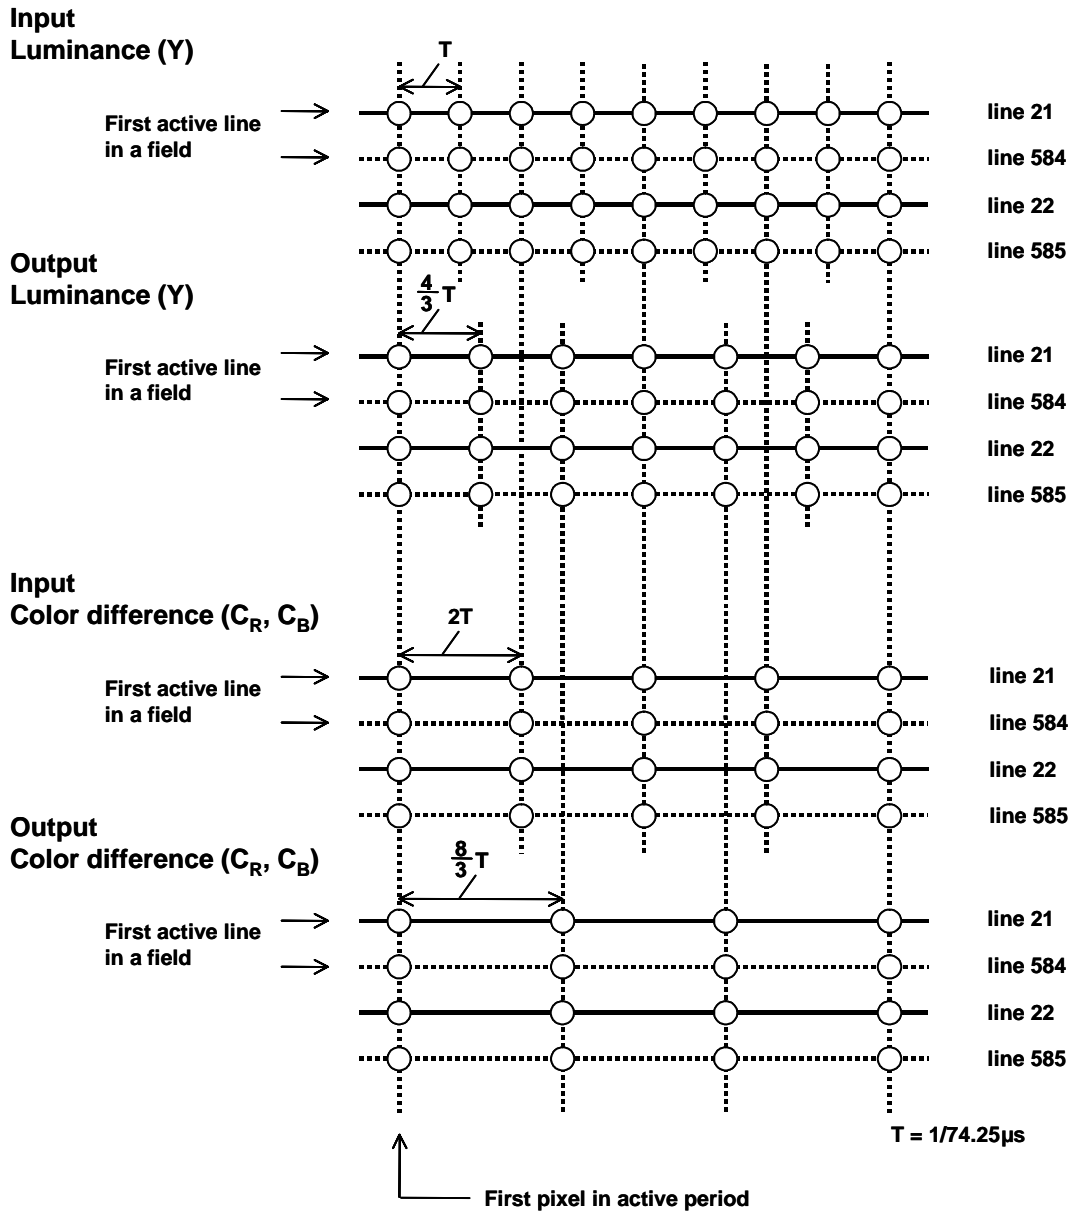 Input
Luminance (Y)
T
First active line
in a field
line 21
line 584
line 22
line 585
Output
Luminance (Y)
4/3 T
First active line
in a field
line 21
line 584
line 22
line 585
Input
Color difference (CR, CB)
2T
First active line
in a field
line 21
line 584
line 22
line 585
Output
Color difference (CR, CB)
8/3 T
First active line
in a field
line 21
line 584
line 22
line 585
T = 1/74.25µs
First pixel in active period